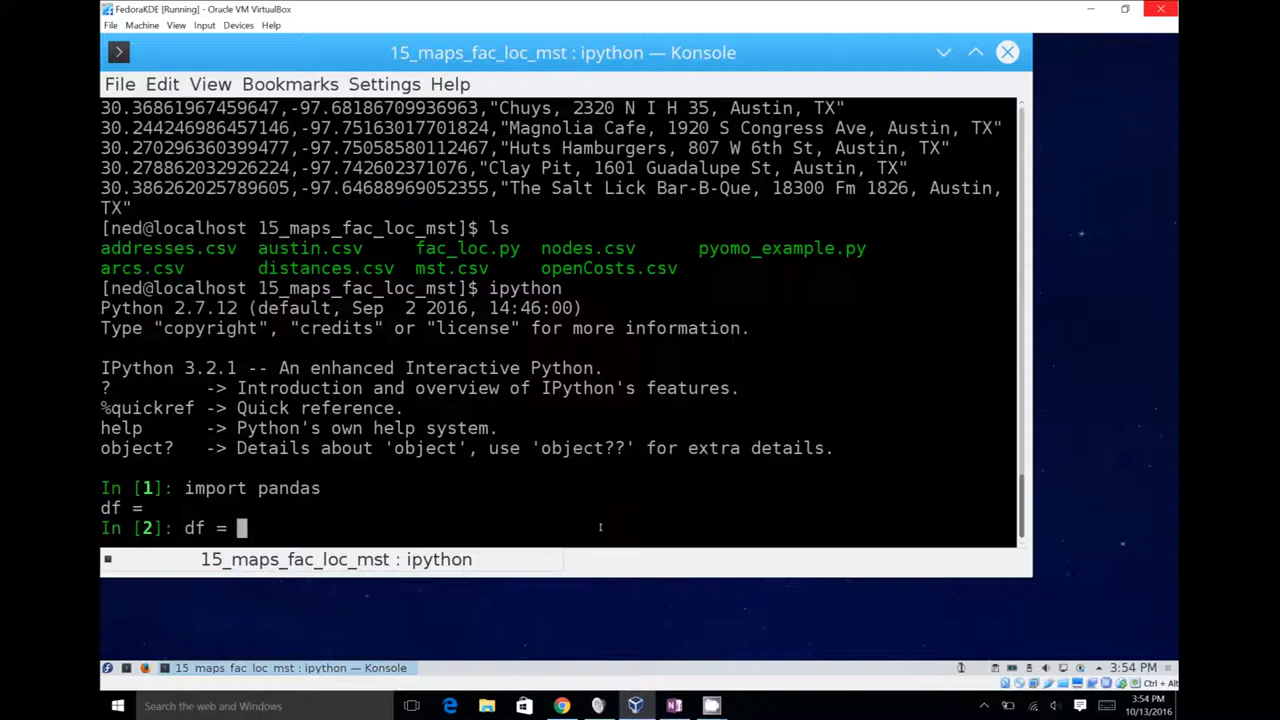 FedoraKDE [Running] - Oracle VM VirtualBox
File Machine View Input Devices Help
15_maps_fac_loc_mst : ipython — Konsole
File Edit View Bookmarks Settings Help
30.36861967459647,-97.68186709936963,"Chuys, 2320 N I H 35, Austin, TX"
30.244246986457146,-97.75163017701824,"Magnolia Cafe, 1920 S Congress Ave, Austin, TX"
30.270296360399477,-97.75058580112467,"Huts Hamburgers, 807 W 6th St, Austin, TX"
30.278862032926224,-97.742602371076,"Clay Pit, 1601 Guadalupe St, Austin, TX"
30.386262025789605,-97.64688969052355,"The Salt Lick Bar-B-Que, 18300 Fm 1826, Austin,
TX"
[ned@localhost 15_maps_fac_loc_mst]$ ls
addresses.csv austin.csv fac_loc.py nodes.csv pyomo_example.py
arcs.csv distances.csv mst.csv openCosts.csv
[ned@localhost 15_maps_fac_loc_mst]$ ipython
Python 2.7.12 (default, Sep  2 2016, 14:46:00)
Type "copyright", "credits" or "license" for more information.
IPython 3.2.1 -- An enhanced Interactive Python.
? -> Introduction and overview of IPython's features.
%quickref -> Quick reference.
help -> Python's own help system.
object? -> Details about 'object', use 'object??' for extra details.
In [1]: import pandas
df =
In [2]: df =
15_maps_fac_loc_mst : ipython
15_maps_fac_loc_mst : ipython — Konsole
3:54 PM
Ctrl + Alt
Search the web and Windows
3:54 PM
10/13/2016